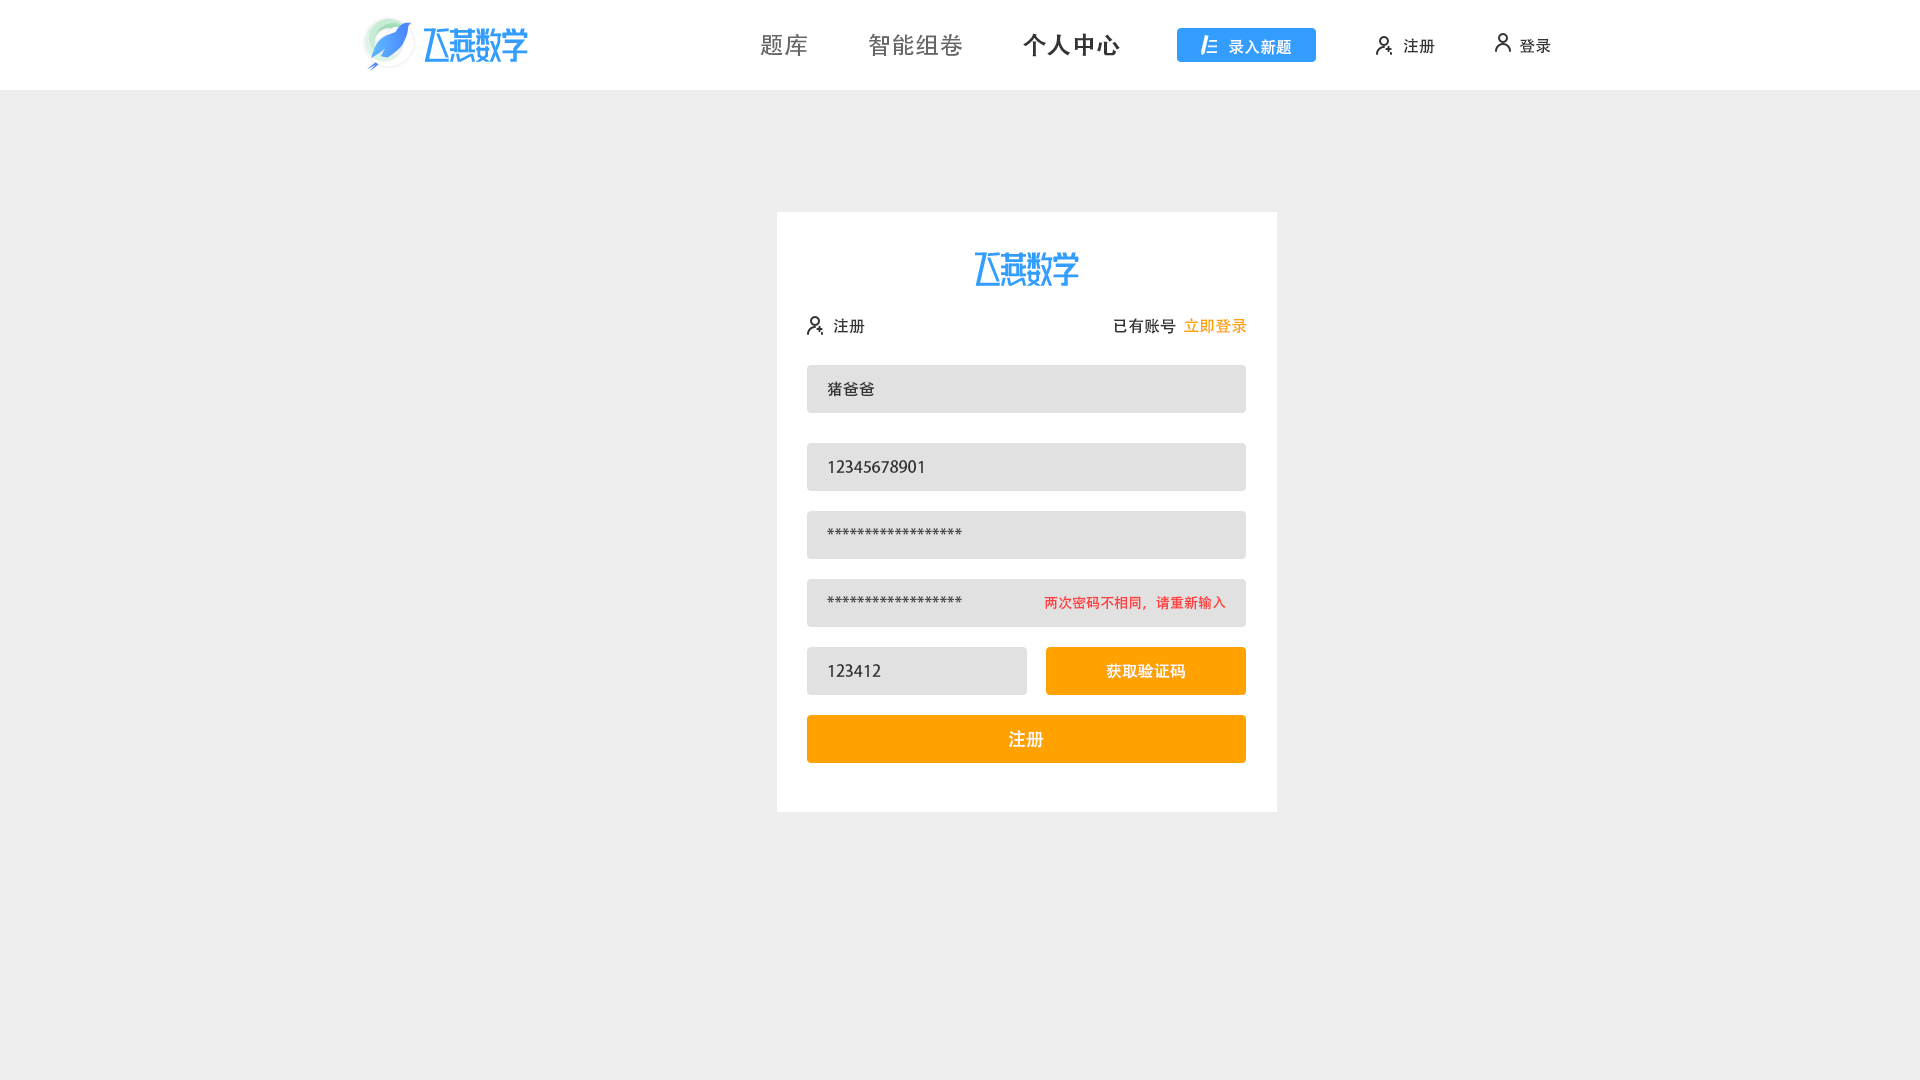 飞燕数学 题库 智能组卷 个人中心 录入新题 注册 登录
飞燕数学
注册 已有账号 立即登录
猪爸爸
12345678901
******************
****************** 两次密码不相同，请重新输入
123412 获取验证码
注册